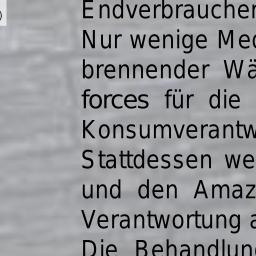 )
Endverbraucher
Nur wenige Med
brennender Wä
forces für die
Konsumverantw
Stattdessen we
und den Amaz
Verantwortung a
Die Behandlung